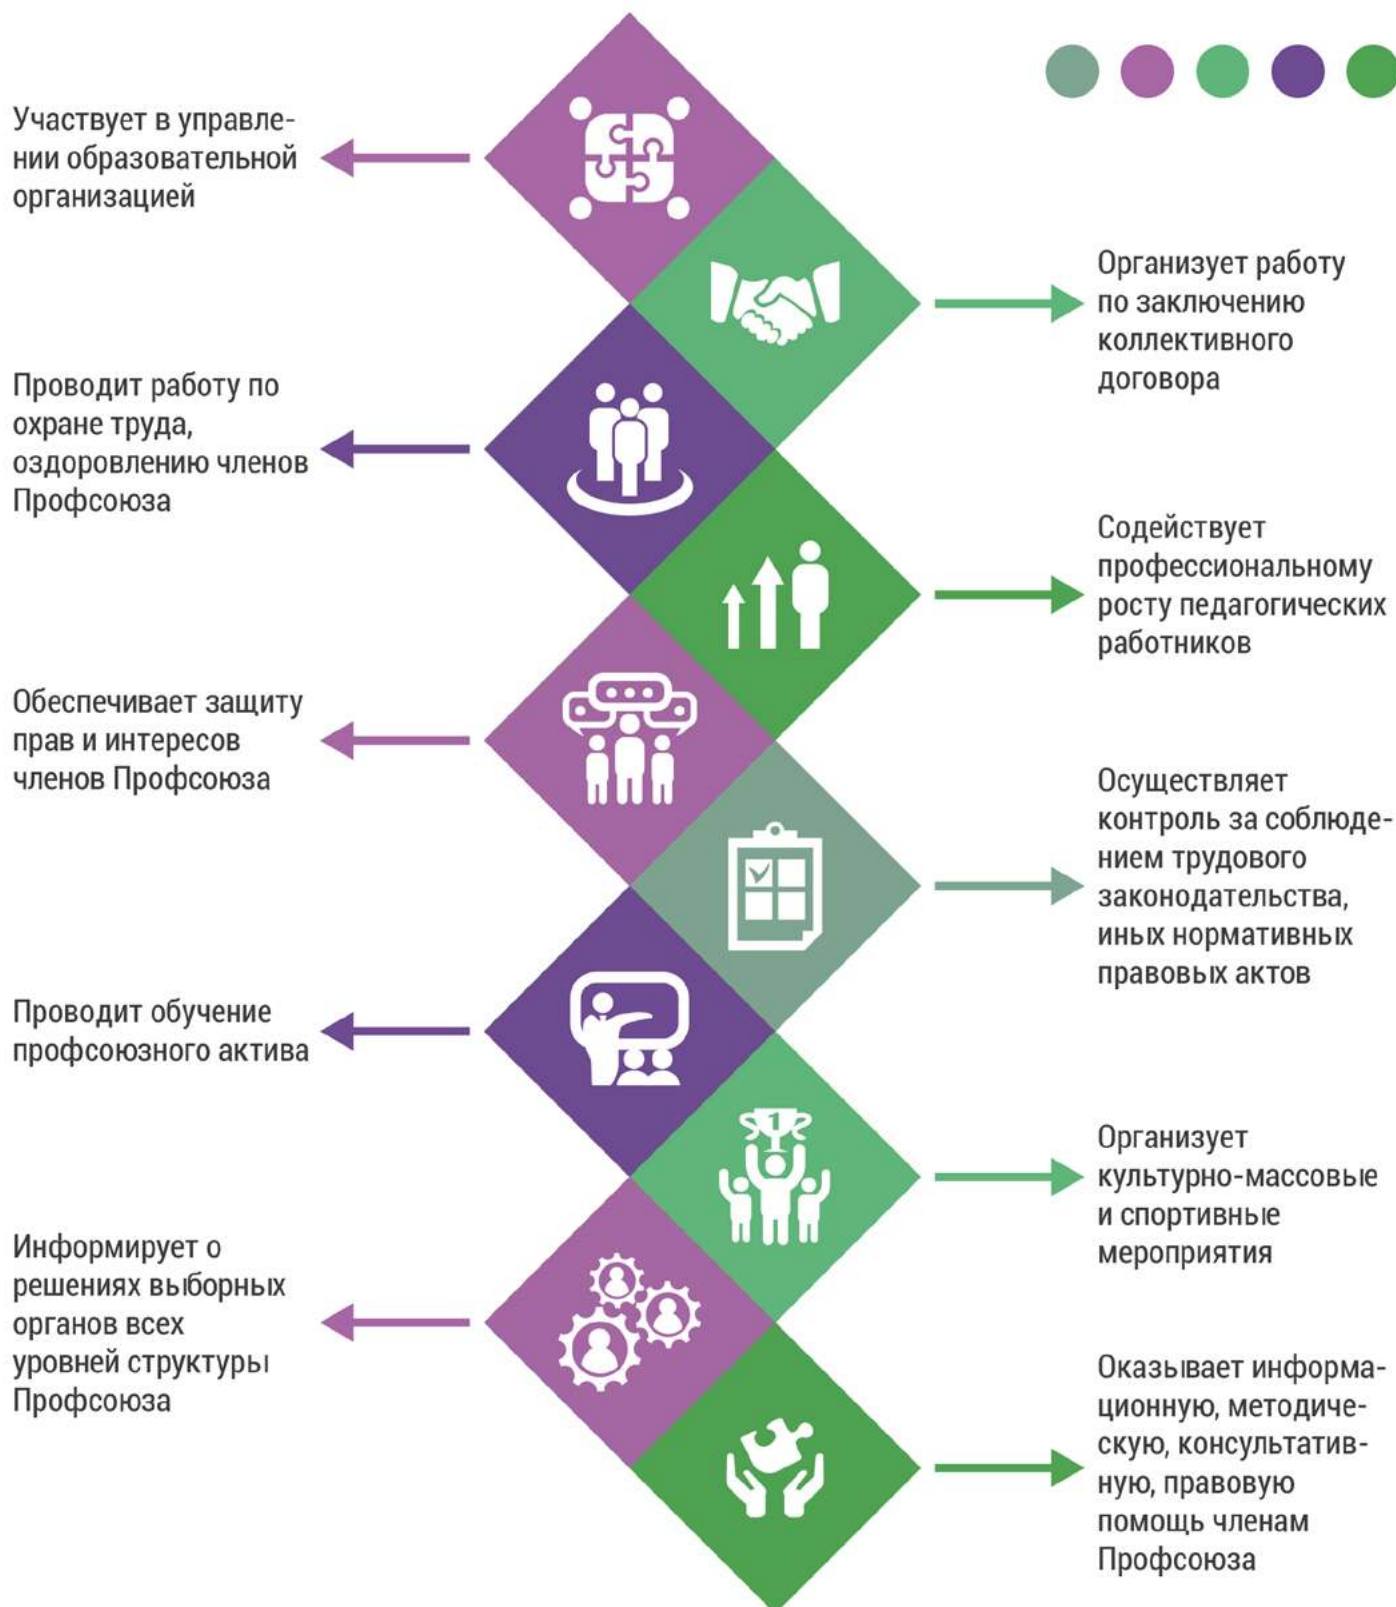 Участвует в управле-
нии образовательной
организацией
Организует работу
по заключению
коллективного
договора
Проводит работу по
охране труда,
оздоровлению членов
Профсоюза
Содействует
профессиональному
росту педагогических
работников
Обеспечивает защиту
прав и интересов
членов Профсоюза
Осуществляет
контроль за соблюде-
нием трудового
законодательства,
иных нормативных
правовых актов
Проводит обучение
профсоюзного актива
1
Организует
культурно-массовые
и спортивные
мероприятия
Информирует о
решениях выборных
органов всех
уровней структуры
Профсоюза
Оказывает информа-
ционную, методиче-
скую, консультатив-
ную, правовую
помощь членам
Профсоюза